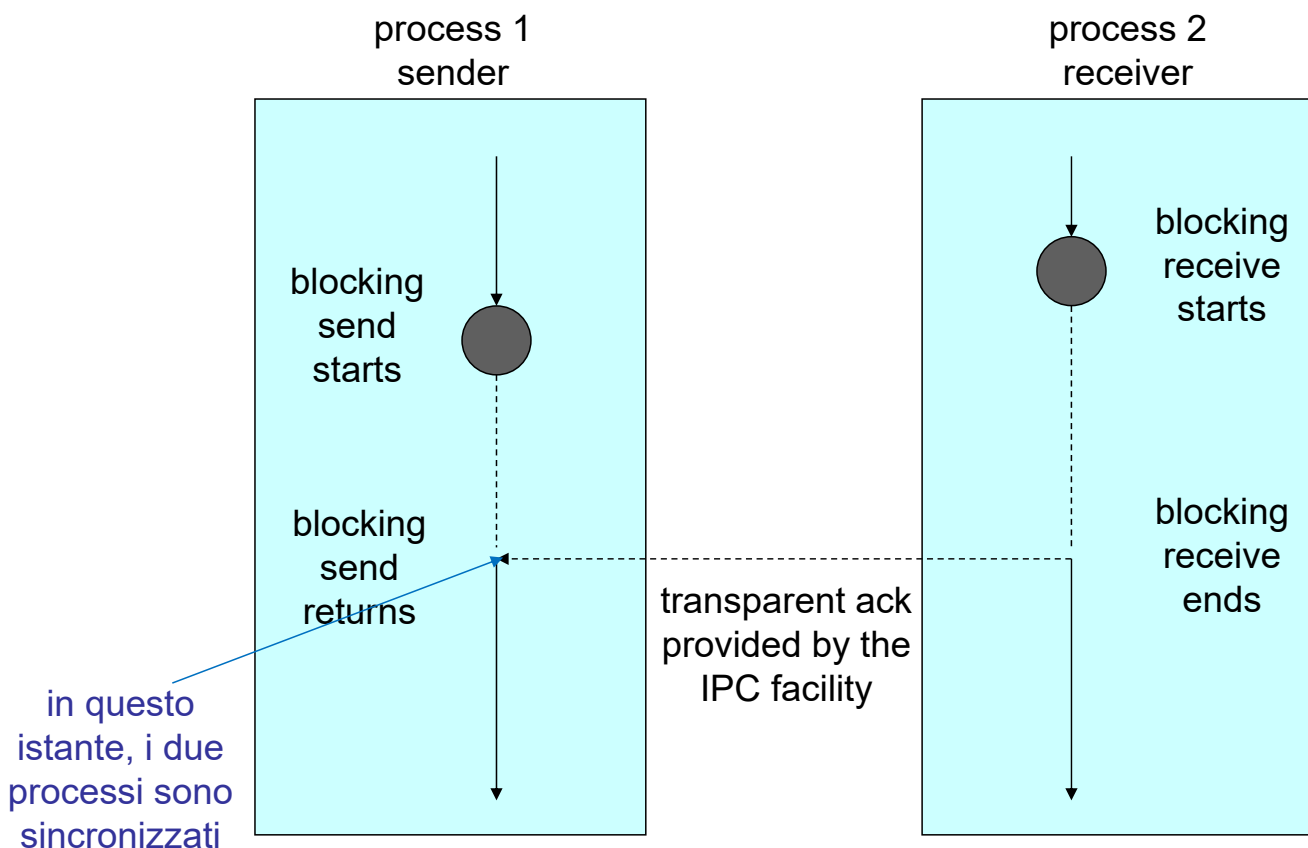 process 1
sender
process 2
receiver
blocking
send
starts
blocking
receive
starts
blocking
send
returns
blocking
receive
ends
transparent ack
provided by the
IPC facility
in questo
istante, i due
processi sono
sincronizzati